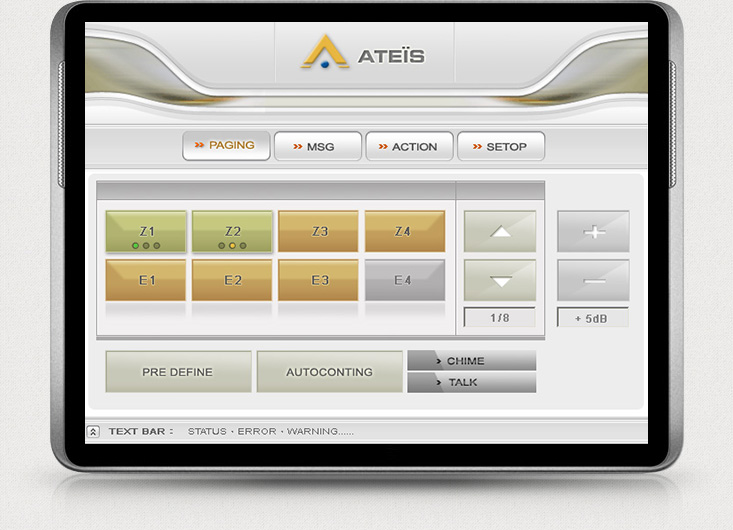 ATEÏS
PAGING MSG ACTION SETOP
Z1 Z2 Z3 Z4
E1 E2 E3 E4
1/8 + 5dB
PRE DEFINE AUTOCONTING CHIME
TALK
TEXT BAR : STATUS · ERROR · WARNING......